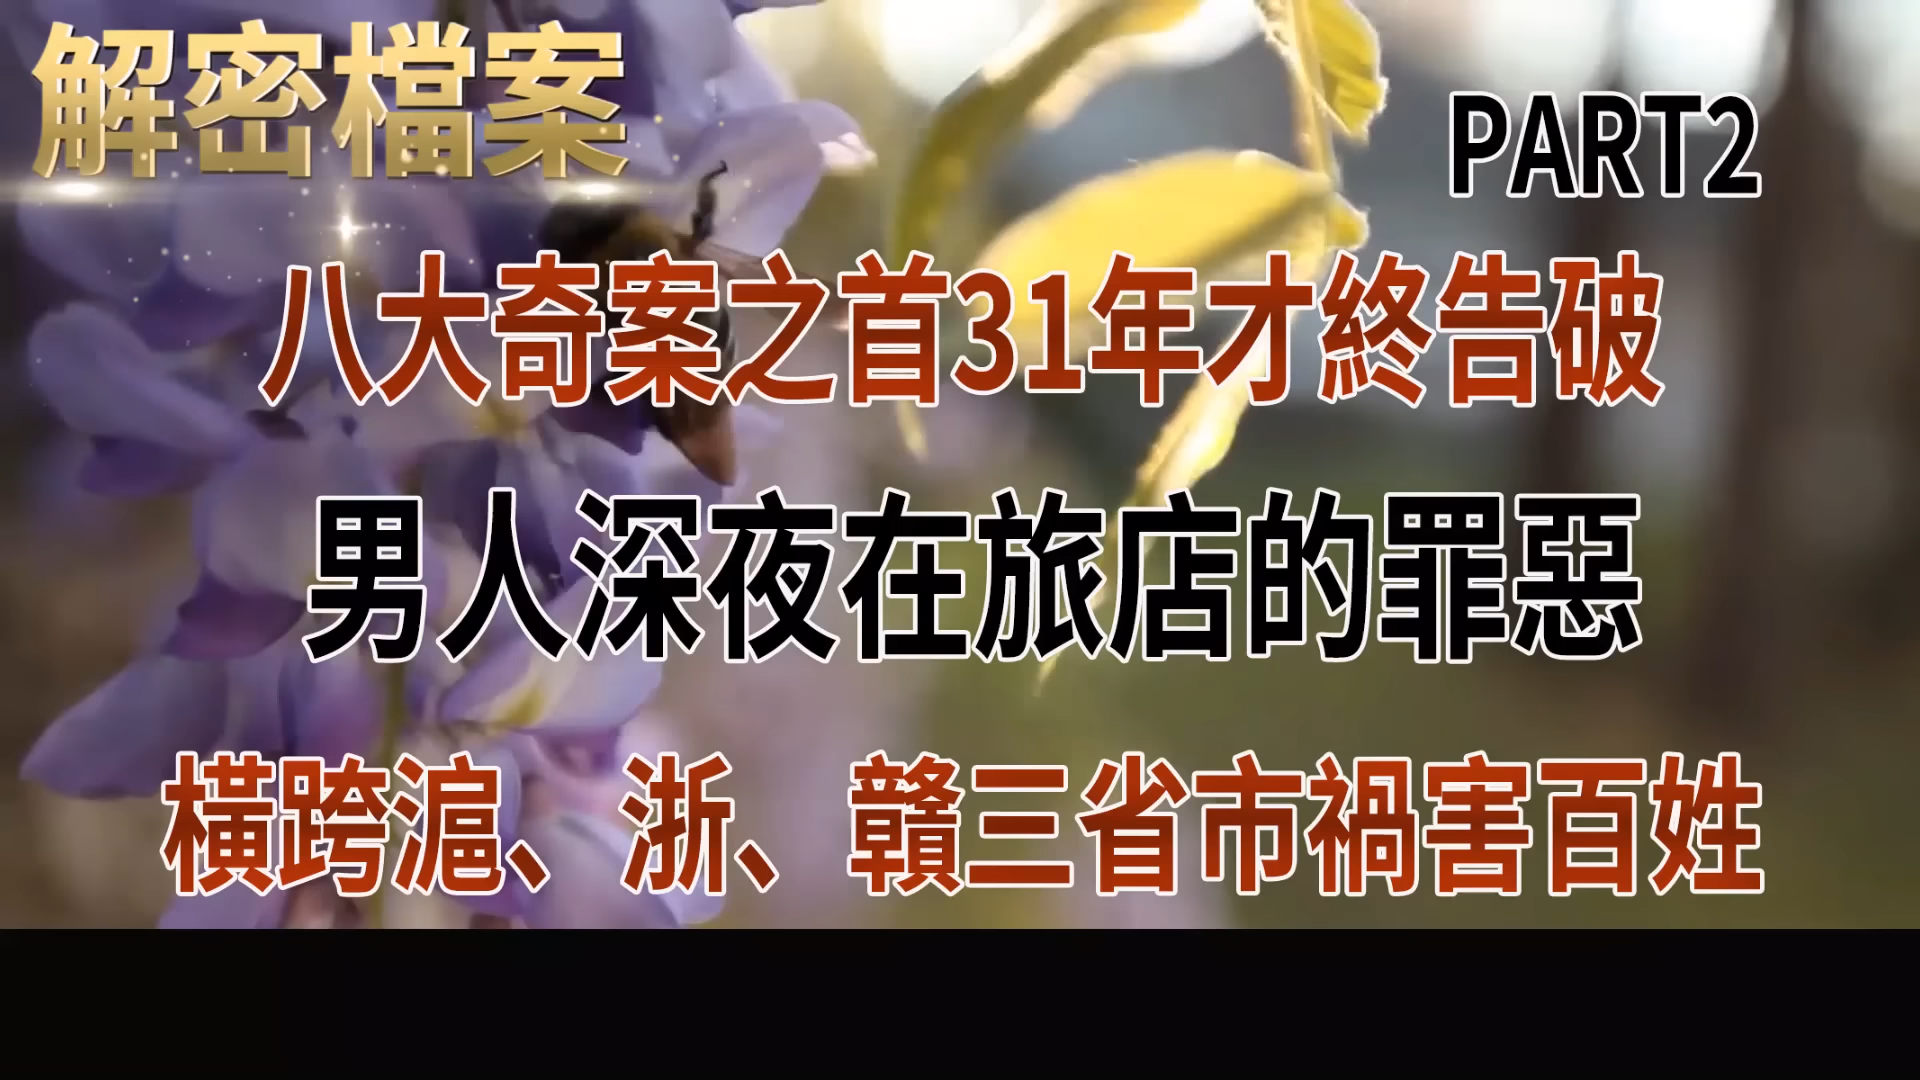 解密檔案
PART2
八大奇案之首31年才終告破
男人深夜在旅店的罪惡
橫跨滬、浙、贛三省市禍害百姓